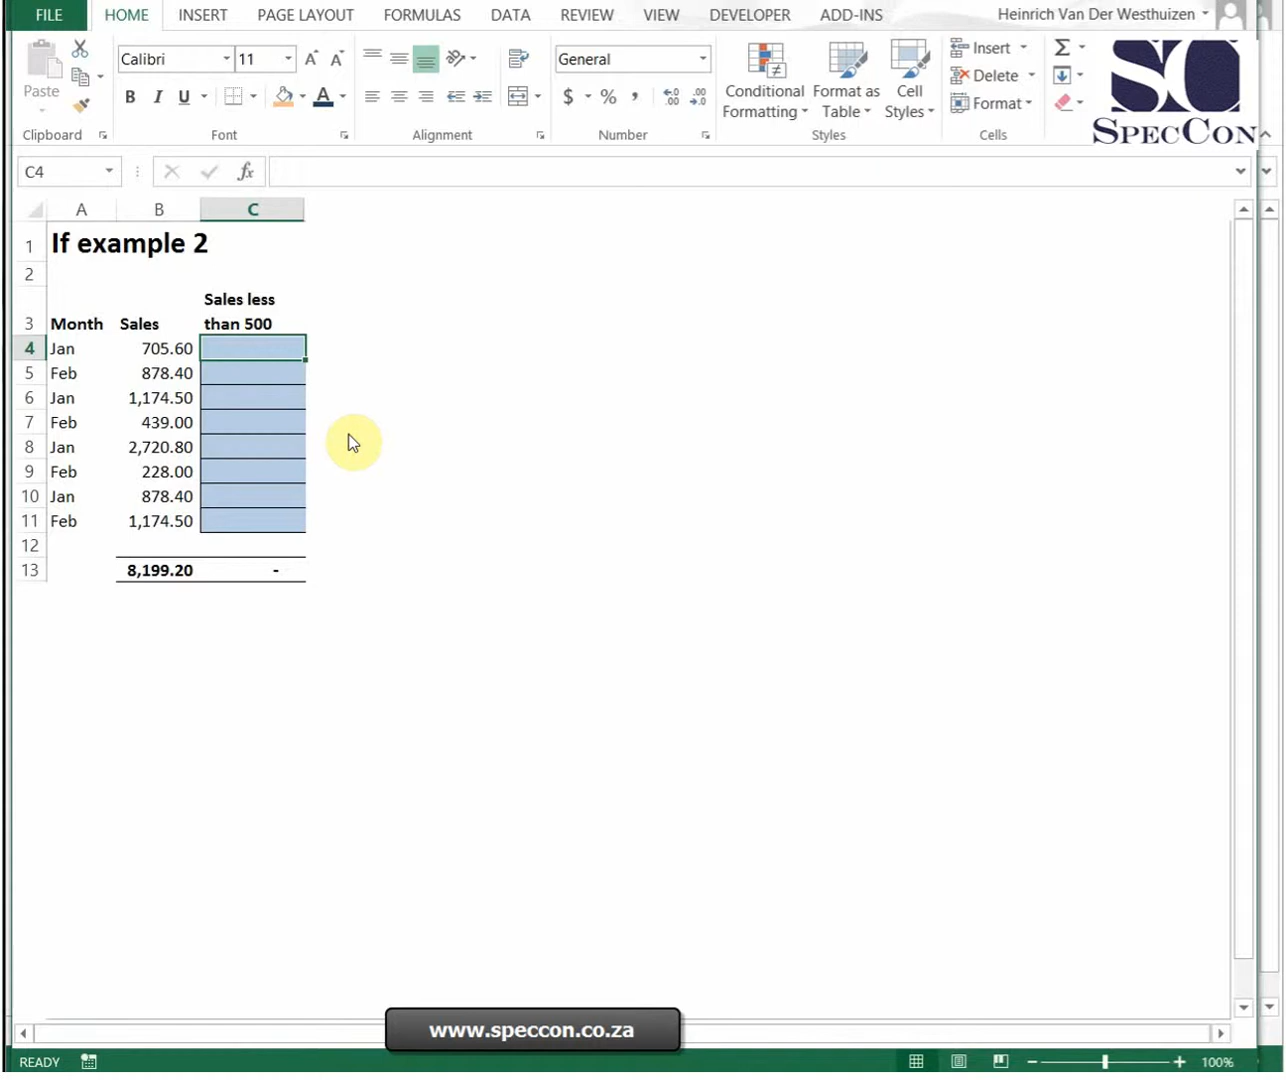 FILE HOME INSERT PAGE LAYOUT FORMULAS DATA REVIEW VIEW DEVELOPER ADD-INS Heinrich Van Der Westhuizen
Paste
Calibri 11
B I U A
General
$ % ,
Conditional Formatting
Format as Table
Cell Styles
Insert
Delete
Format
Σ
SC
SPECCON
Clipboard Font Alignment Number Styles Cells
C4 fx
A B C
1 If example 2
2
Sales less
3 Month Sales than 500
4 Jan 705.60
5 Feb 878.40
6 Jan 1,174.50
7 Feb 439.00
8 Jan 2,720.80
9 Feb 228.00
10 Jan 878.40
11 Feb 1,174.50
12
13 8,199.20 -
www.speccon.co.za
READY 100%